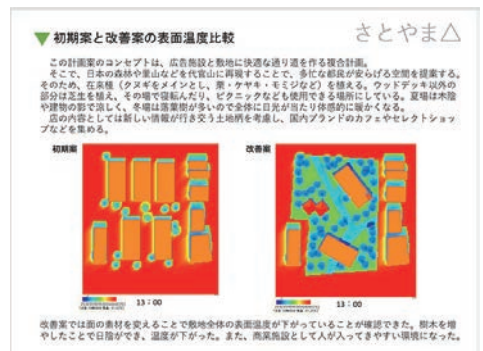 さとやま△
▼ 初期案と改善案の表面温度比較
この計画案のコンセプトは、広告施設と敷地に快適な通り道を作る複合計画。
そこで、日本の森林や里山などを代官山に再現することで、多忙な都民が安らげる空間を提案する。
そのため、在来種（クヌギをメインとし、栗・ケヤキ・モミジなど）を植える。ウッドデッキ以外の
部分は芝生を植え、その場で寝転んだり、ピクニックなども使用できる場所にしている。夏場は木陰
や建物の影で涼しく、冬場は落葉樹が多いので全体に日光が当たり体感的に暖かくなる。
店の内容としては新しい情報が行き交う土地柄を考慮し、国内ブランドのカフェやセレクトショッ
プなどを集める。
初期案
改善案
13：00
13：00
改善案では面の素材を変えることで敷地全体の表面温度が下がっていることが確認できた。樹木を増
やしたことで日陰ができ、温度が下がった。また、商業施設として人が入ってきやすい環境になった。